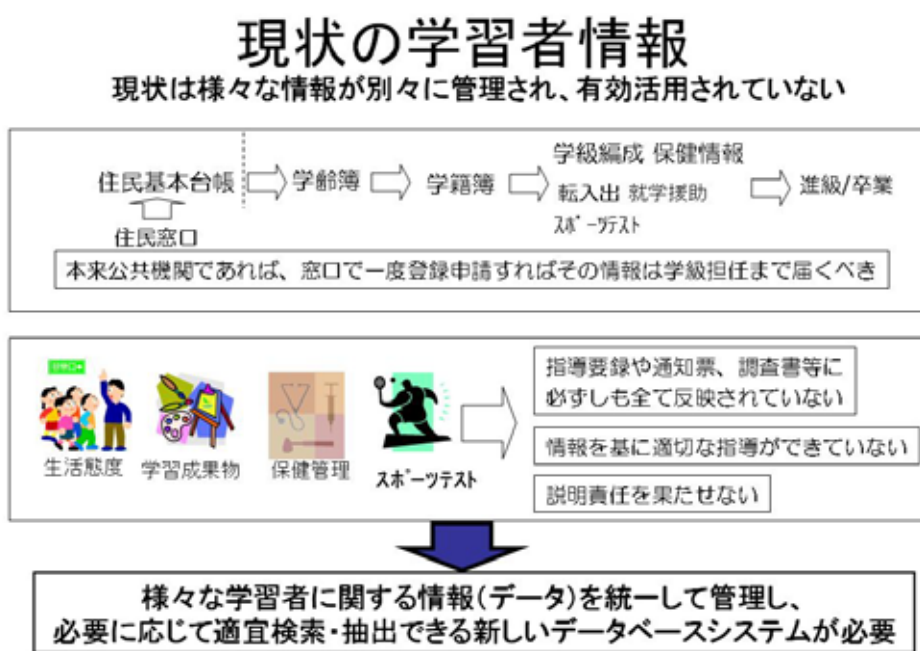 現状の学習者情報
現状は様々な情報が別々に管理され、有効活用されていない
学級編成 保健情報
住民基本台帳
学齢簿
学籍簿
転入出 就学援助
進級/卒業
スポーツテスト
住民窓口
本来公共機関であれば、窓口で一度登録申請すればその情報は学級担任まで届くべき
生活態度
学習成果物
保健管理
スポーツテスト
指導要録や通知票、調査書等に
必ずしも全て反映されていない
情報を基に適切な指導ができていない
説明責任を果たせない
様々な学習者に関する情報(データ)を統一して管理し、
必要に応じて適宜検索・抽出できる新しいデータベースシステムが必要